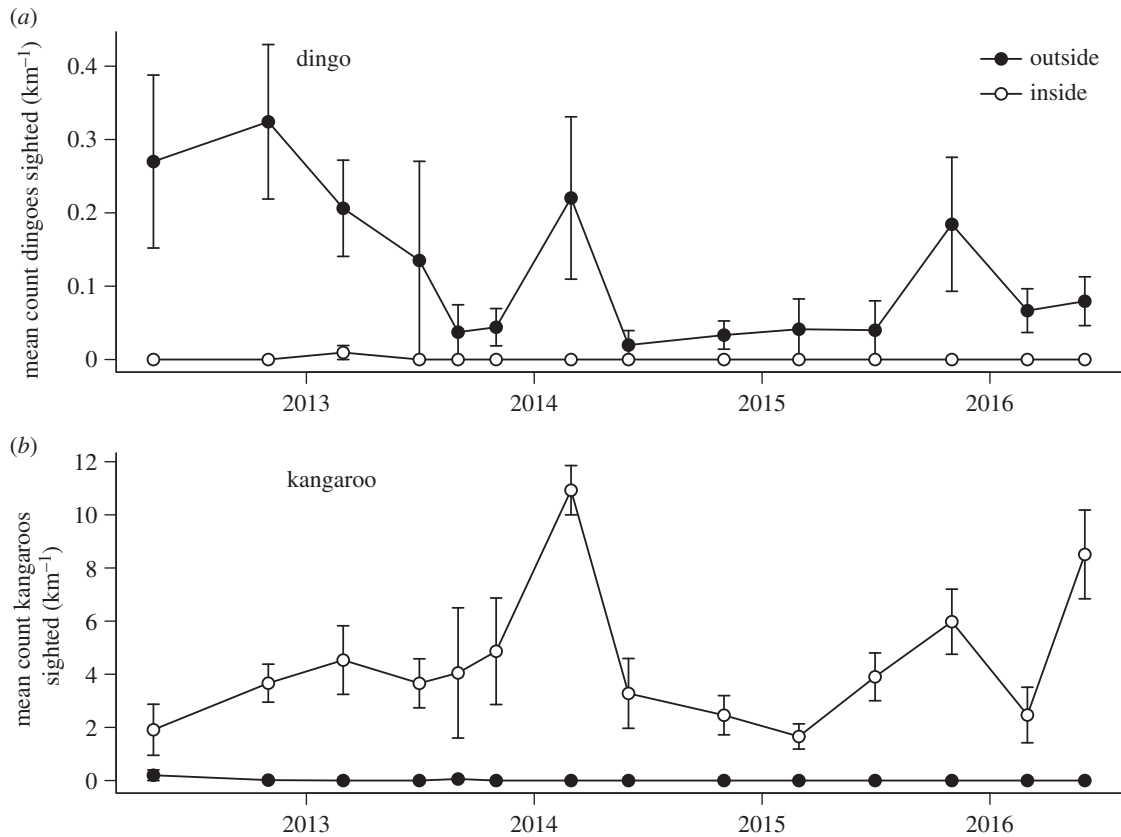 (a)
dingo
outside
inside
mean count dingoes sighted (km⁻¹)
0.4
0.3
0.2
0.1
0
2013 2014 2015 2016
(b)
kangaroo
mean count kangaroos
sighted (km⁻¹)
12
10
8
6
4
2
0
2013 2014 2015 2016